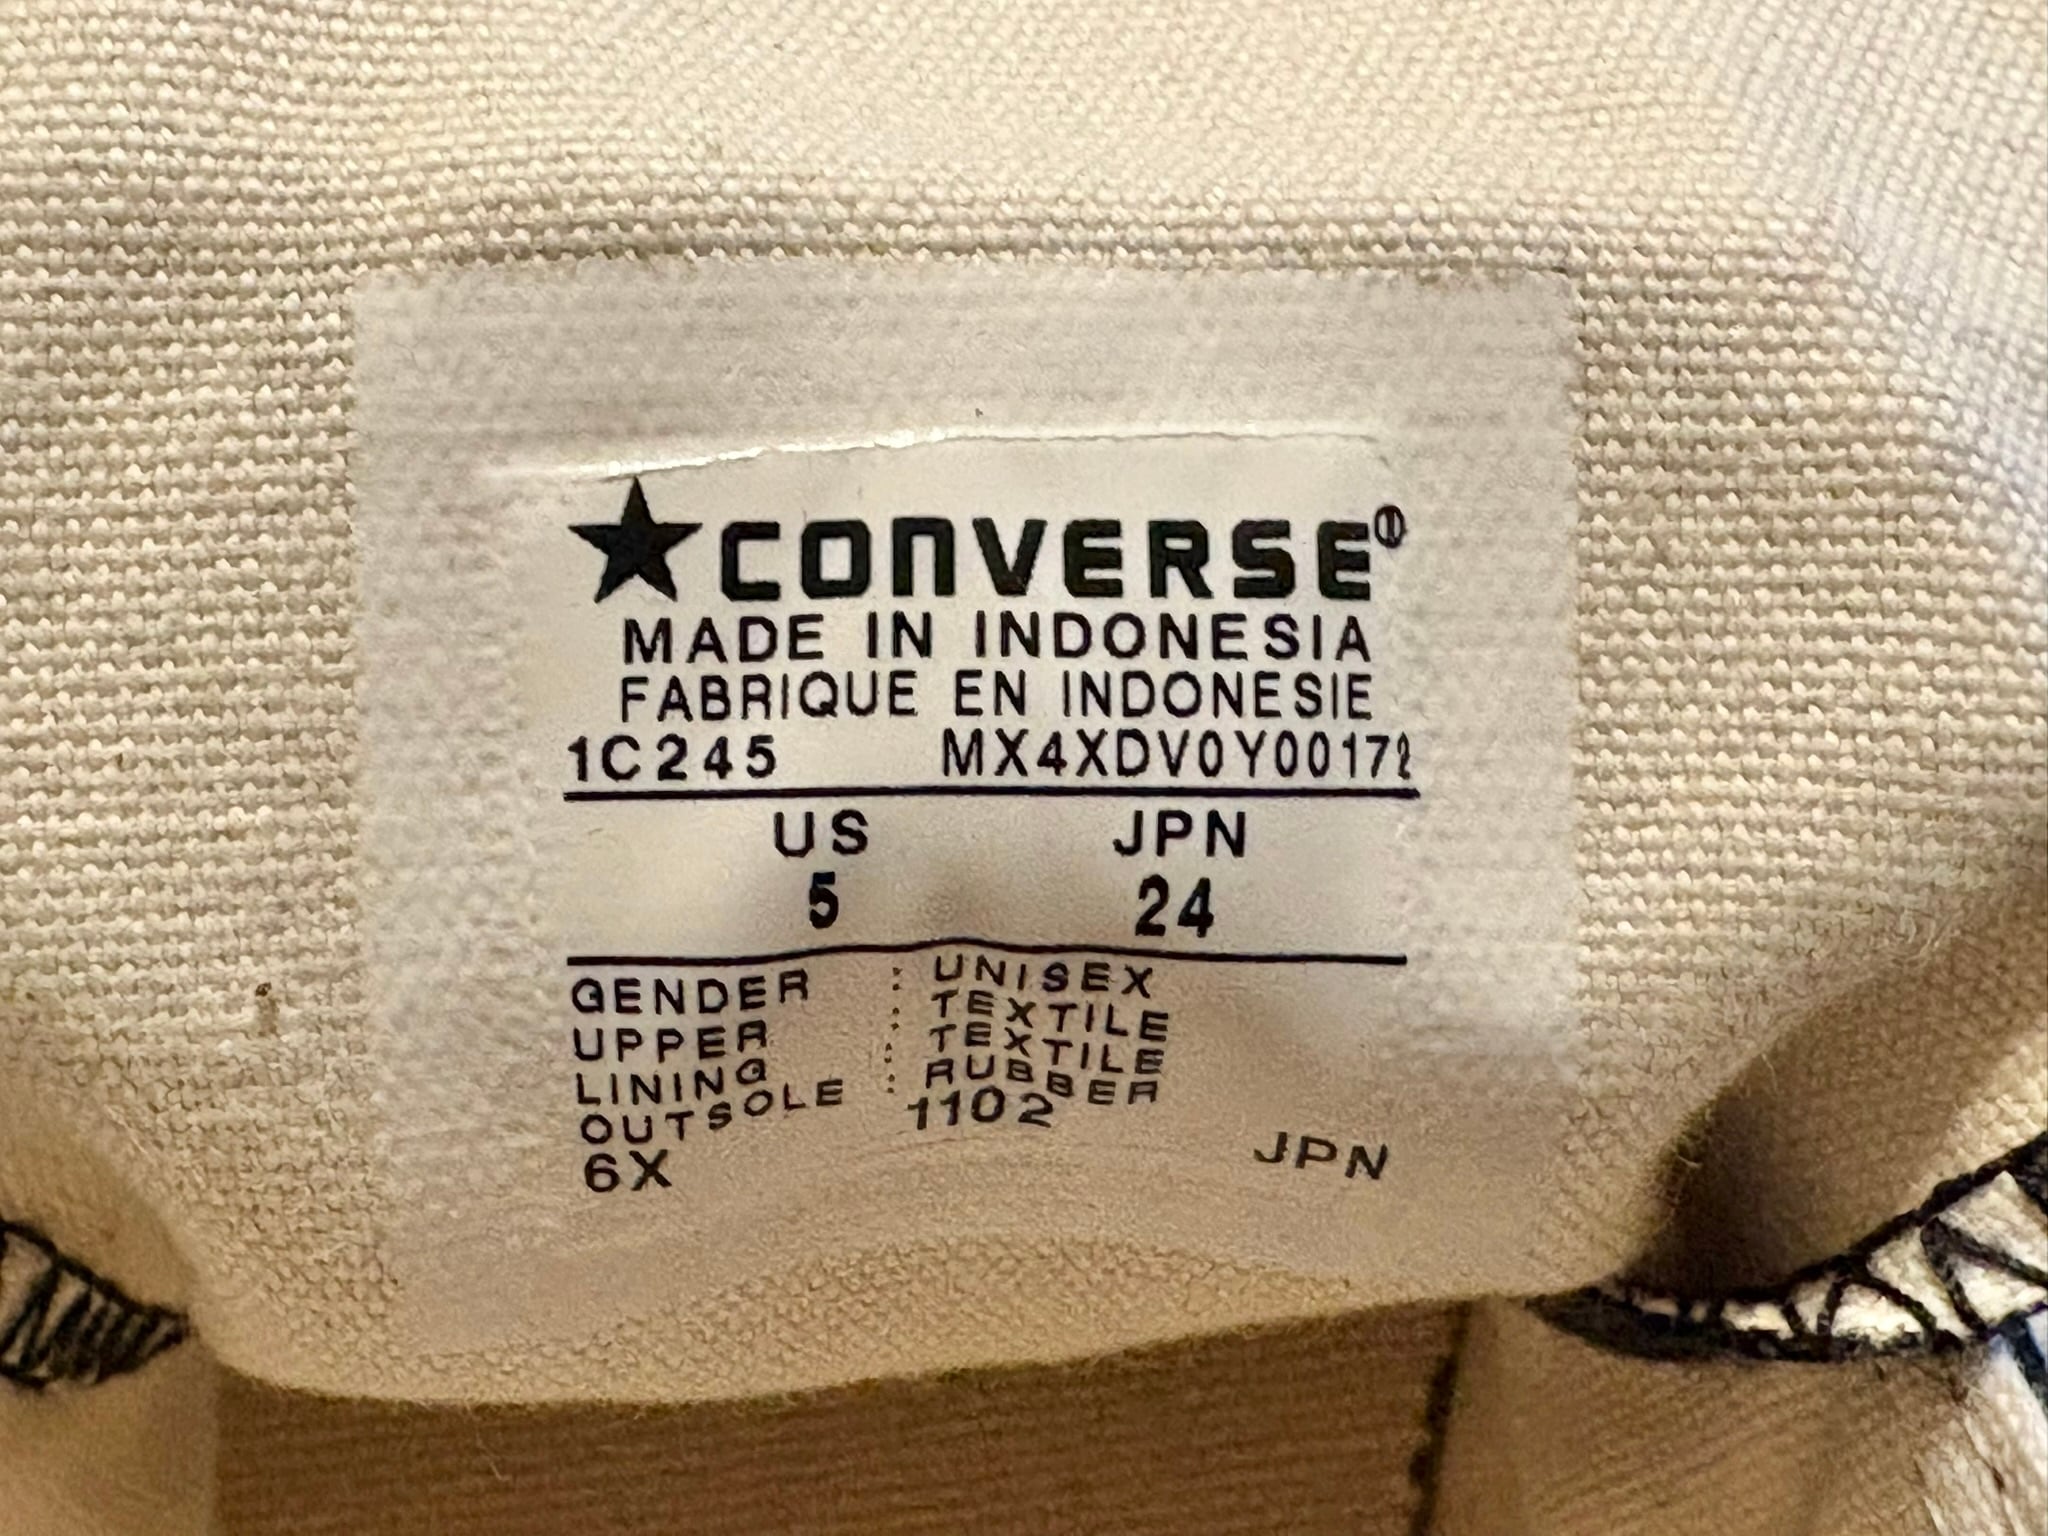 CONVERSE®
MADE IN INDONESIA
FABRIQUE EN INDONESIE
1C245 MX4XDV0Y00172
US JPN
5 24
GENDER : UNISEX
UPPER : TEXTILE
LINING : TEXTILE
OUTSOLE : RUBBER
6X 1102 JPN